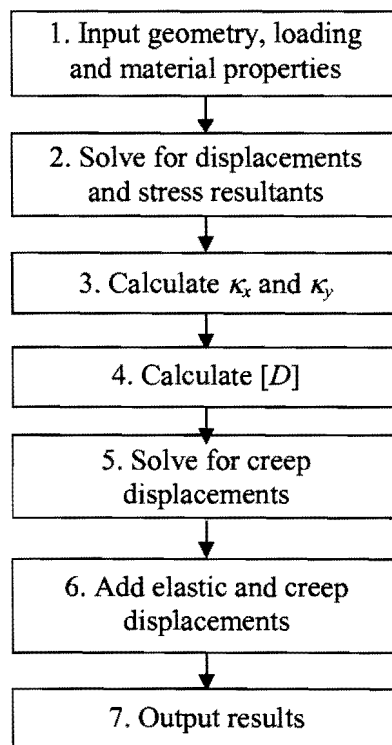 1. Input geometry, loading
and material properties
2. Solve for displacements
and stress resultants
3. Calculate κx and κy
4. Calculate [D]
5. Solve for creep
displacements
6. Add elastic and creep
displacements
7. Output results